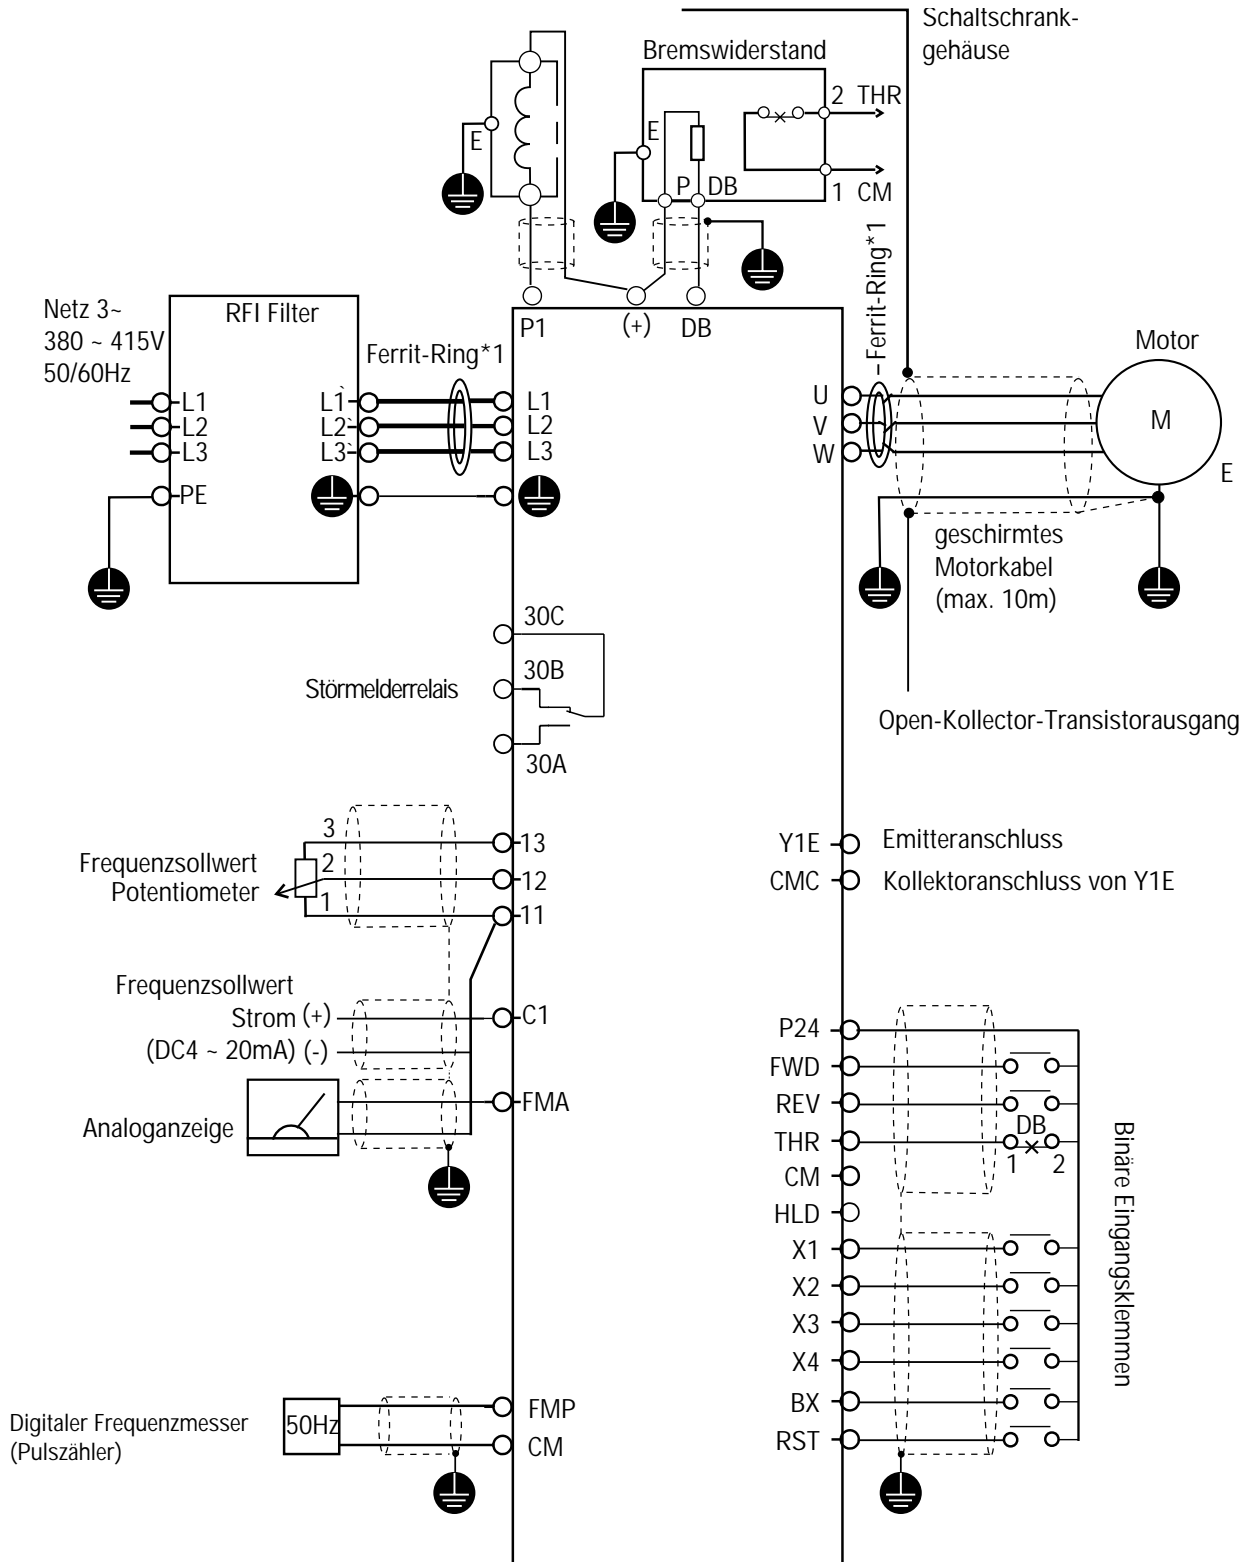 Schaltschrank-
gehäuse
Bremswiderstand
2 THR
E
E
P DB
1 CM
Ferrit-Ring*1
Netz 3~
380 ~ 415V
50/60Hz
RFI Filter
Ferrit-Ring*1
P1 (+) DB
Motor
L1 L1` L1 U
L2 L2` L2 V M
L3 L3` L3 W
E
PE
geschirmtes
Motorkabel
(max. 10m)
30C
30B
Störmelderrelais
30A
Open-Kollector-Transistorausgang
3 13
Frequenzsollwert 2
Potentiometer 12
1 11
Y1E Emitteranschluss
CMC Kollektoranschluss von Y1E
Frequenzsollwert
Strom (+) C1
(DC4 ~ 20mA) (-)
Analoganzeige FMA
P24
FWD
REV
THR DB
1 2
CM
HLD
X1
X2
X3
X4
BX
RST
Binäre Eingangsklemmen
Digitaler Frequenzmesser
(Pulszähler)
50Hz
FMP
CM